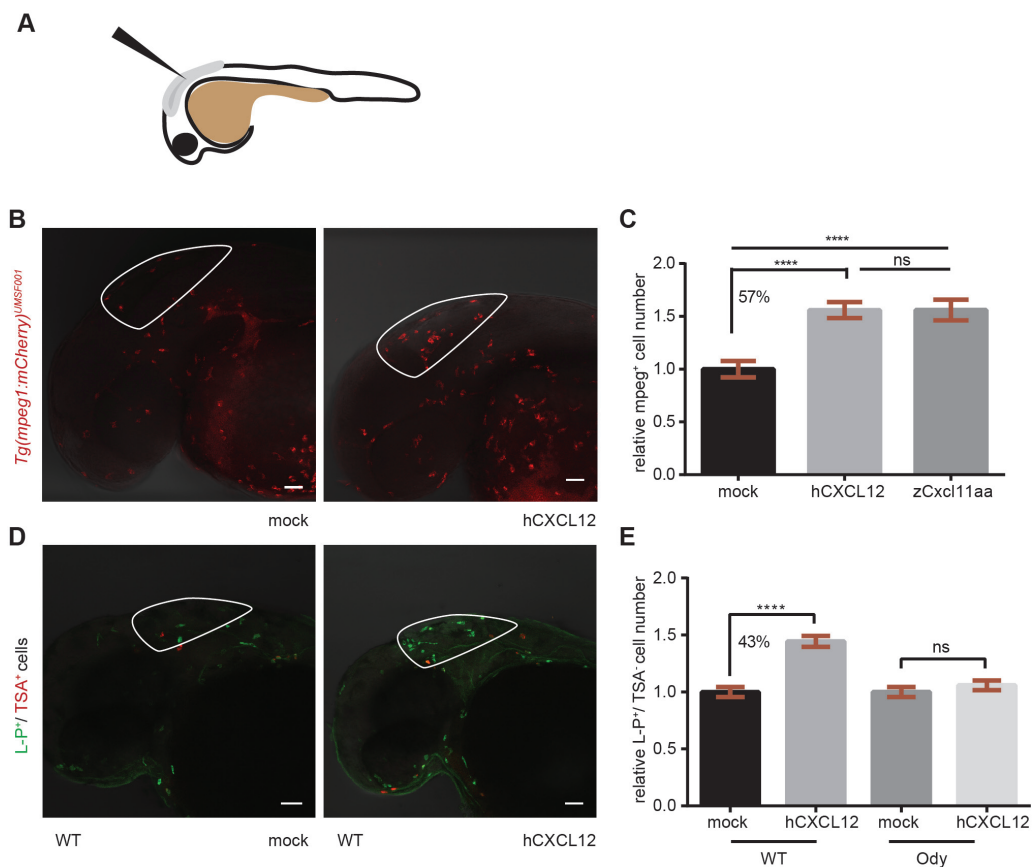 A
B
Tg(mpeg1:mCherry)UMSF001
mock
hCXCL12
C
relative mpeg+ cell number
2.0
1.5
1.0
0.5
0.0
****
****
ns
57%
mock
hCXCL12
zCxcl11aa
D
L-P+/ TSA+ cells
WT
mock
WT
hCXCL12
E
relative L-P+/ TSA- cell number
2.0
1.5
1.0
0.5
0.0
****
43%
ns
mock
hCXCL12
mock
hCXCL12
WT
Ody